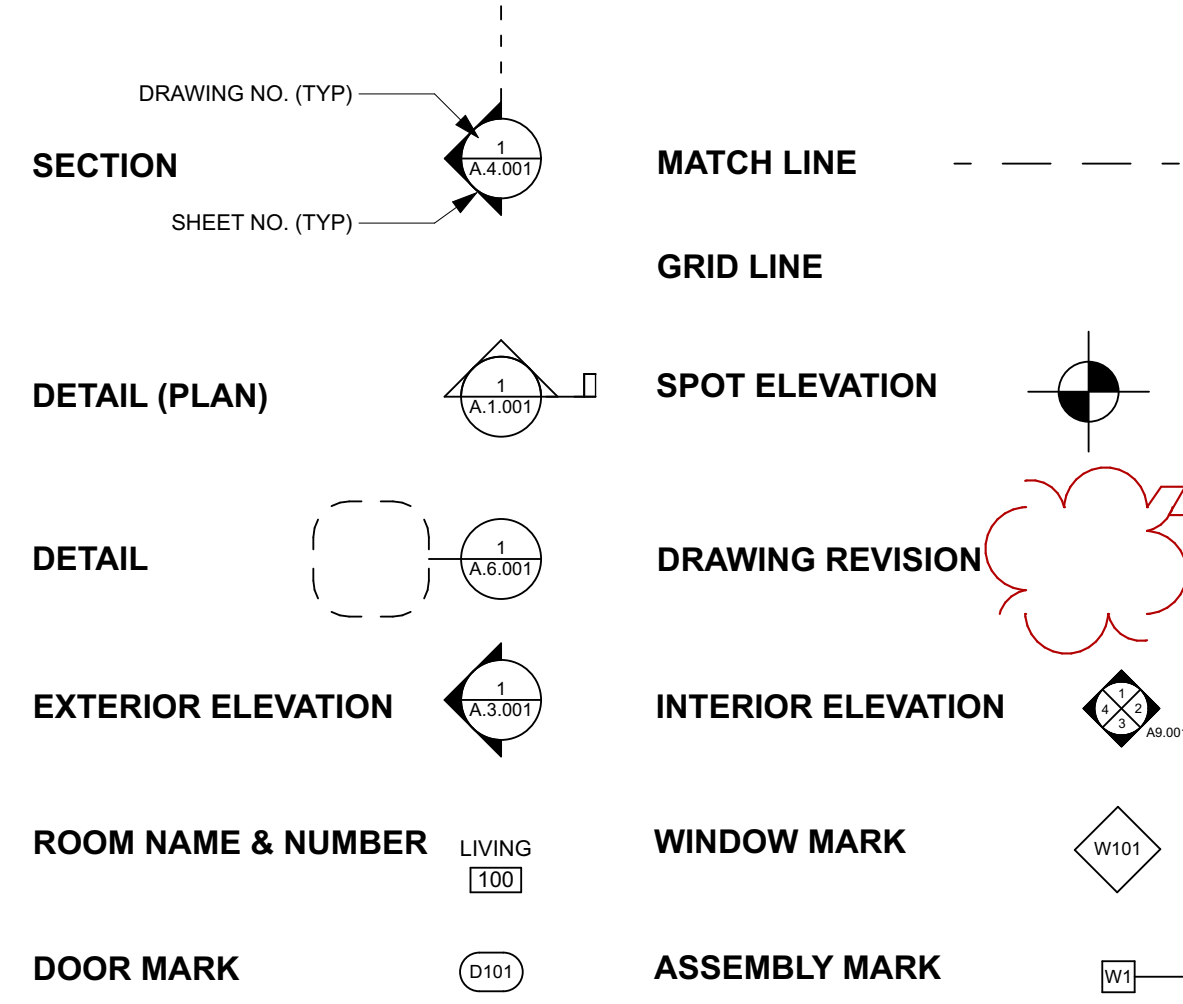 DRAWING NO. (TYP)
SECTION
1
A.4.001
SHEET NO. (TYP)
DETAIL (PLAN)
1
A.1.001
DETAIL
1
A.6.001
EXTERIOR ELEVATION
1
A.3.001
ROOM NAME & NUMBER
LIVING
100
DOOR MARK
D101
MATCH LINE
GRID LINE
SPOT ELEVATION
DRAWING REVISION
INTERIOR ELEVATION
1
4 2
3
A9.001
WINDOW MARK
W101
ASSEMBLY MARK
W1